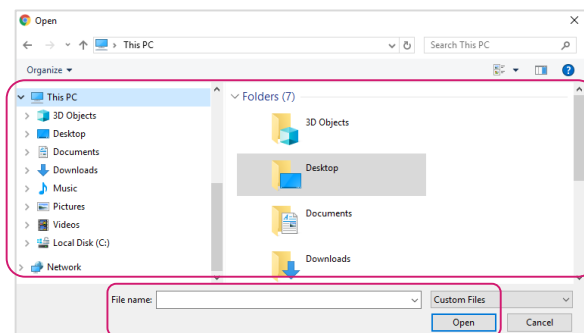 Open
This PC
Search This PC
Organize
This PC
3D Objects
Desktop
Documents
Downloads
Music
Pictures
Videos
Local Disk (C:)
Network
Folders (7)
3D Objects
Desktop
Documents
Downloads
File name:
Custom Files
Open
Cancel